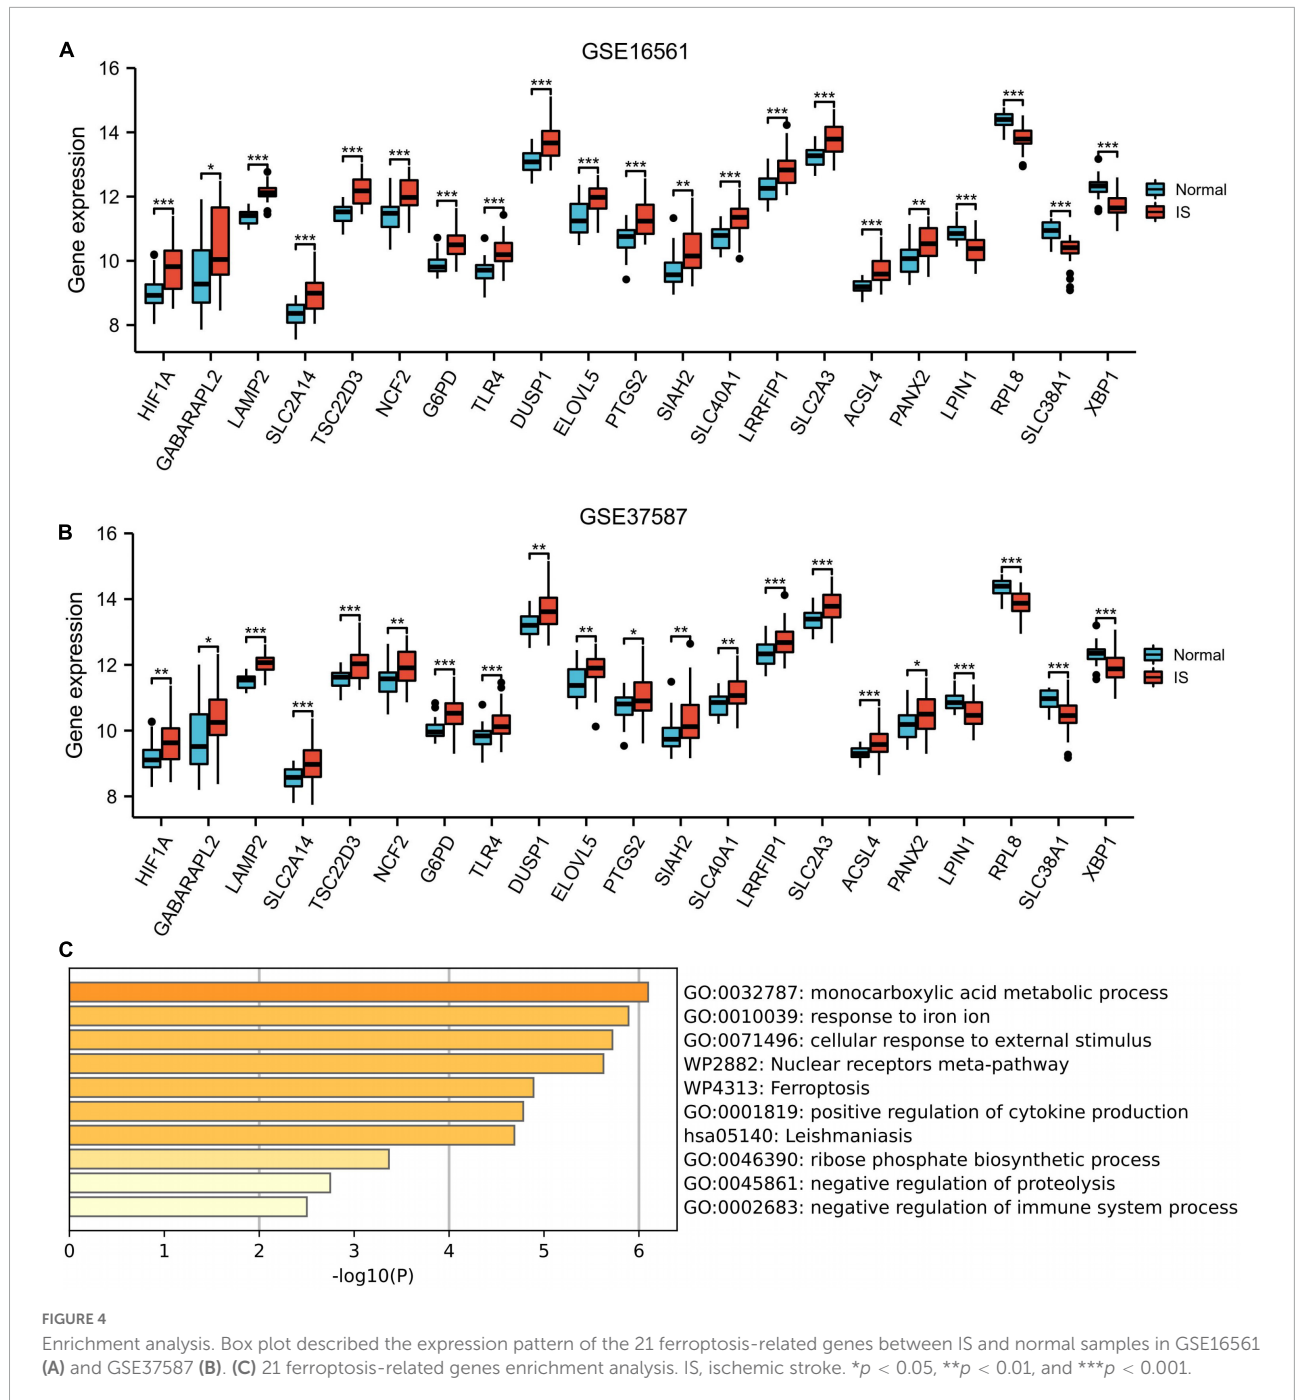 A
GSE16561
Gene expression
16
14
12
10
8
*** * *** *** *** *** *** *** *** *** *** ** *** *** *** *** ** *** *** *** ***
Normal
IS
HIF1A GABARAPL2 LAMP2 SLC2A14 TSC22D3 NCF2 G6PD TLR4 DUSP1 ELOVL5 PTGS2 SIAH2 SLC40A1 LRRFIP1 SLC2A3 ACSL4 PANX2 LPIN1 RPL8 SLC38A1 XBP1
B
GSE37587
Gene expression
16
14
12
10
8
** * *** *** *** ** *** *** ** ** * ** ** *** *** *** * *** *** *** ***
Normal
IS
HIF1A GABARAPL2 LAMP2 SLC2A14 TSC22D3 NCF2 G6PD TLR4 DUSP1 ELOVL5 PTGS2 SIAH2 SLC40A1 LRRFIP1 SLC2A3 ACSL4 PANX2 LPIN1 RPL8 SLC38A1 XBP1
C
GO:0032787: monocarboxylic acid metabolic process
GO:0010039: response to iron ion
GO:0071496: cellular response to external stimulus
WP2882: Nuclear receptors meta-pathway
WP4313: Ferroptosis
GO:0001819: positive regulation of cytokine production
hsa05140: Leishmaniasis
GO:0046390: ribose phosphate biosynthetic process
GO:0045861: negative regulation of proteolysis
GO:0002683: negative regulation of immune system process
0 1 2 3 4 5 6
-log10(P)
FIGURE 4
Enrichment analysis. Box plot described the expression pattern of the 21 ferroptosis-related genes between IS and normal samples in GSE16561
(A) and GSE37587 (B). (C) 21 ferroptosis-related genes enrichment analysis. IS, ischemic stroke. *p < 0.05, **p < 0.01, and ***p < 0.001.